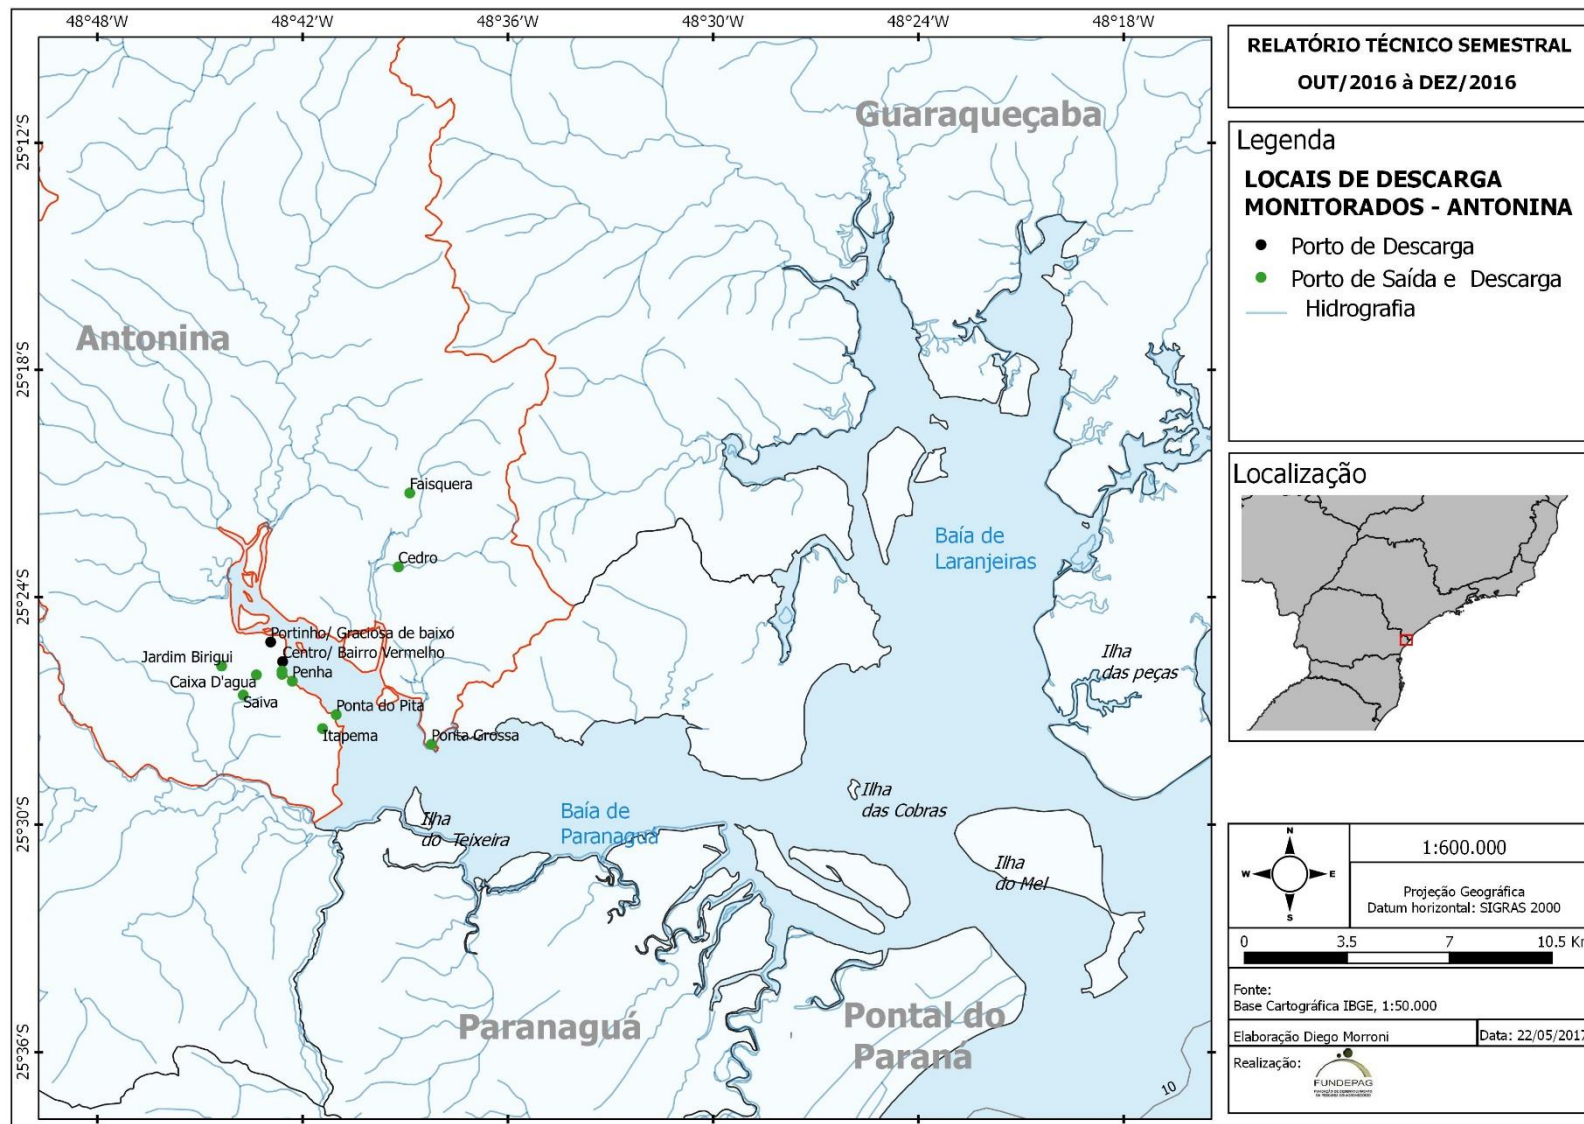 48°48'W
48°42'W
48°36'W
48°30'W
48°24'W
48°18'W
25°12'S
25°18'S
25°24'S
25°30'S
25°36'S
Guaraqueçaba
Antonina
Faisquera
Cedro
Portinho/ Graciosa de baixo
Centro/ Bairro Vermelho
Jardim Birigui
Penha
Caixa D'agua
Saiva
Ponta do Pita
Itapema
Ponta Grossa
Baía de
Laranjeiras
Ilha
das peças
Ilha
das Cobras
Baía de
Paranaguá
Ilha
do Teixeira
Ilha
do Mel
Paranaguá
Pontal do
Paraná
10
RELATÓRIO TÉCNICO SEMESTRAL
OUT/2016 à DEZ/2016
Legenda
LOCAIS DE DESCARGA
MONITORADOS - ANTONINA
Porto de Descarga
Porto de Saída e Descarga
Hidrografia
Localização
N
W
E
S
1:600.000
Projeção Geográfica
Datum horizontal: SIGRAS 2000
0 3.5 7 10.5 Km
Fonte:
Base Cartográfica IBGE, 1:50.000
Elaboração Diego Morroni
Data: 22/05/2017
Realização:
FUNDEPAG